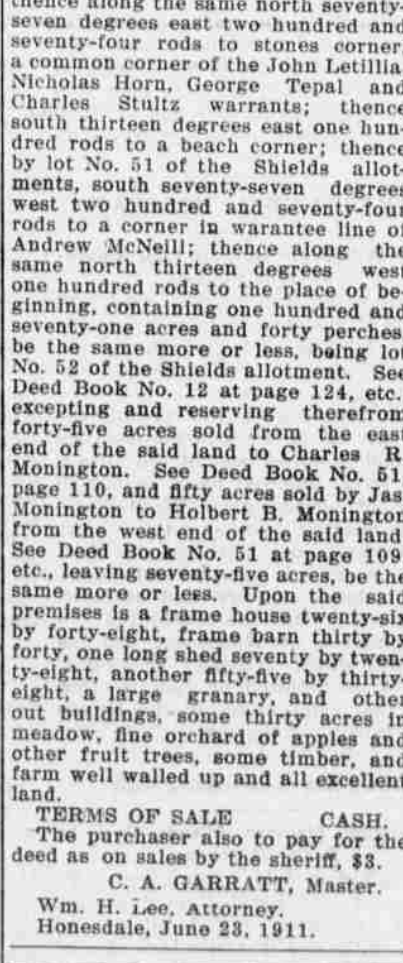 thence along the same north seventy-
seven degrees east two hundred and
seventy-four rods to stones corner,
a common corner of the John Letillia,
Nicholas Horn, George Tepal and
Charles Stultz warrants; thence
south thirteen degrees east one hun-
dred rods to a beach corner; thence
by lot No. 51 of the Shields allot-
ments, south seventy-seven degrees
west two hundred and seventy-four
rods to a corner in warantee line of
Andrew McNeill; thence along the
same north thirteen degrees west
one hundred rods to the place of be-
ginning, containing one hundred and
seventy-one acres and forty perches,
be the same more or less, being lot
No. 52 of the Shields allotment. See
Deed Book No. 12 at page 124, etc.,
excepting and reserving therefrom
forty-five acres sold from the east
end of the said land to Charles R.
Monington. See Deed Book No. 51,
page 110, and fifty acres sold by Jas.
Monington to Holbert B. Monington
from the west end of the said land.
See Deed Book No. 51 at page 109,
etc., leaving seventy-five acres, be the
same more or less. Upon the said
premises is a frame house twenty-six
by forty-eight, frame barn thirty by
forty, one long shed seventy by twen-
ty-eight, another fifty-five by thirty-
eight, a large granary, and other
out buildings, some thirty acres in
meadow, fine orchard of apples and
other fruit trees, some timber, and
farm well walled up and all excellent
land.
TERMS OF SALE CASH.
The purchaser also to pay for the
deed as on sales by the sheriff, $3.
C. A. GARRATT, Master.
Wm. H. Lee, Attorney.
Honesdale, June 23, 1911.